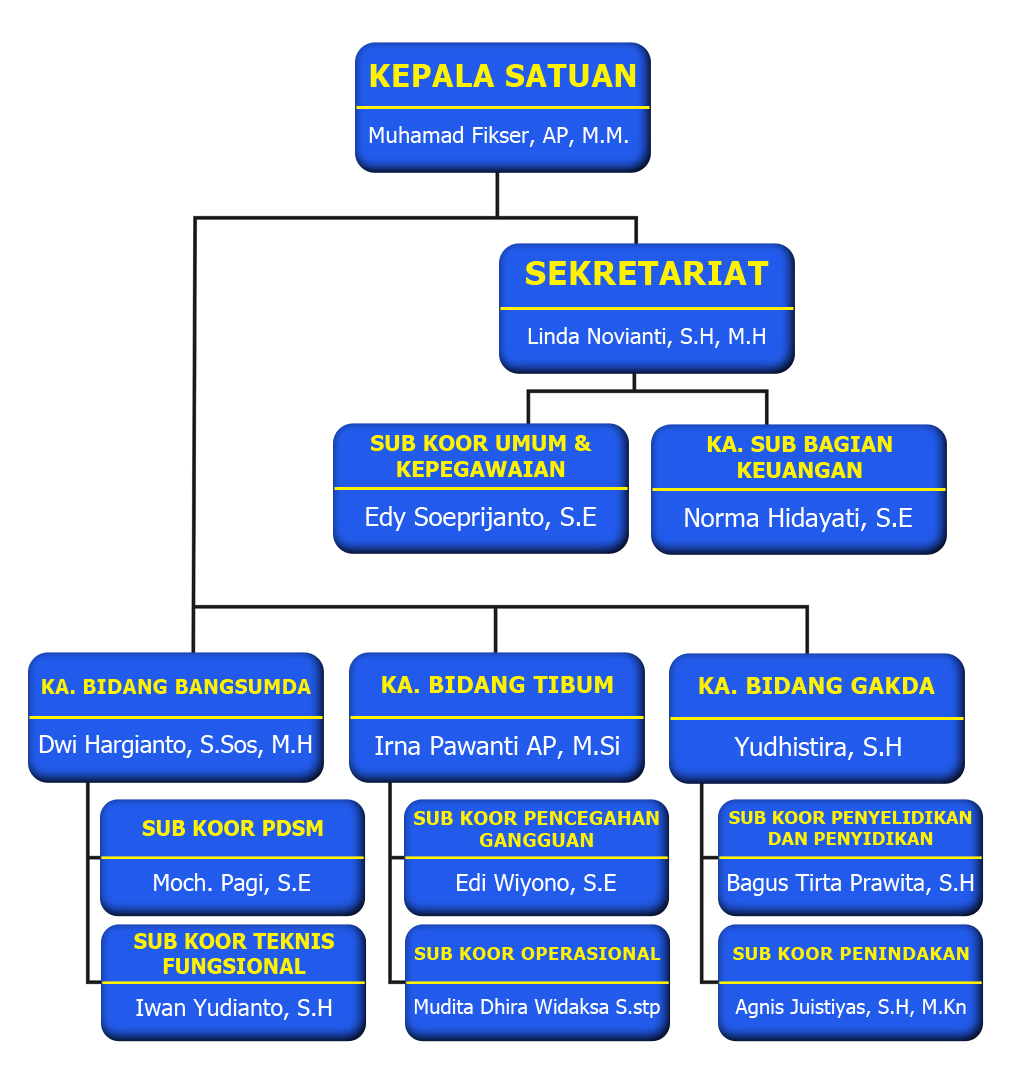 KEPALA SATUAN
Muhamad Fikser, AP, M.M.
SEKRETARIAT
Linda Novianti, S.H, M.H
SUB KOOR UMUM &
KEPEGAWAIAN
Edy Soeprijanto, S.E
KA. SUB BAGIAN
KEUANGAN
Norma Hidayati, S.E
KA. BIDANG BANGSUMDA
Dwi Hargianto, S.Sos, M.H
KA. BIDANG TIBUM
Irna Pawanti AP, M.Si
KA. BIDANG GAKDA
Yudhistira, S.H
SUB KOOR PDSM
Moch. Pagi, S.E
SUB KOOR PENCEGAHAN
GANGGUAN
Edi Wiyono, S.E
SUB KOOR PENYELIDIKAN
DAN PENYIDIKAN
Bagus Tirta Prawita, S.H
SUB KOOR TEKNIS
FUNGSIONAL
Iwan Yudianto, S.H
SUB KOOR OPERASIONAL
Mudita Dhira Widaksa S.stp
SUB KOOR PENINDAKAN
Agnis Juistiyas, S.H, M.Kn